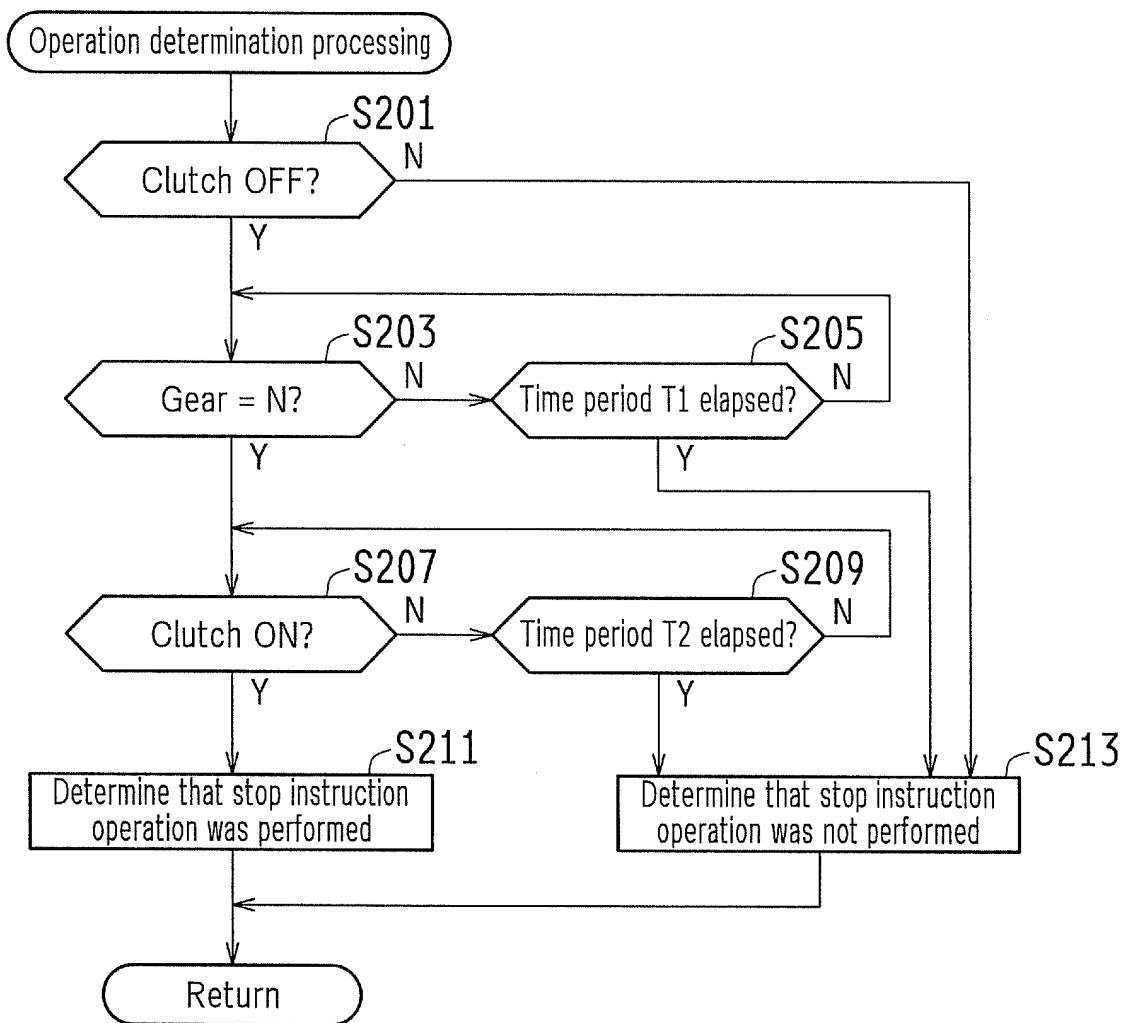 Operation determination processing
S201
Clutch OFF?
N
Y
S203
Gear = N?
N
S205
Time period T1 elapsed?
N
Y
Y
S207
Clutch ON?
N
S209
Time period T2 elapsed?
N
Y
Y
S211
Determine that stop instruction
operation was performed
S213
Determine that stop instruction
operation was not performed
Return